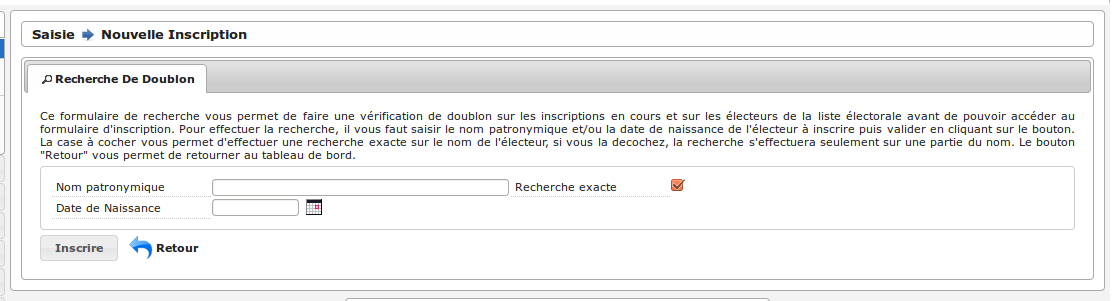 Saisie Nouvelle Inscription
Recherche De Doublon
Ce formulaire de recherche vous permet de faire une vérification de doublon sur les inscriptions en cours et sur les électeurs de la liste électorale avant de pouvoir accéder au
formulaire d'inscription. Pour effectuer la recherche, il vous faut saisir le nom patronymique et/ou la date de naissance de l'électeur à inscrire puis valider en cliquant sur le bouton.
La case à cocher vous permet d'effectuer une recherche exacte sur le nom de l'électeur, si vous la decochez, la recherche s'effectuera seulement sur une partie du nom. Le bouton
"Retour" vous permet de retourner au tableau de bord.
Nom patronymique Recherche exacte
Date de Naissance
Inscrire Retour